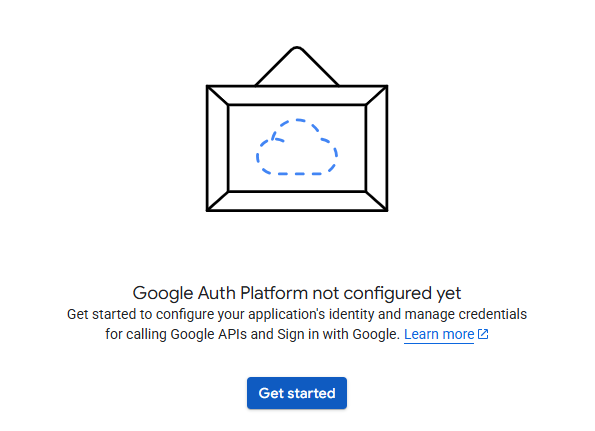 Google Auth Platform not configured yet
Get started to configure your application's identity and manage credentials
for calling Google APIs and Sign in with Google. Learn more
Get started